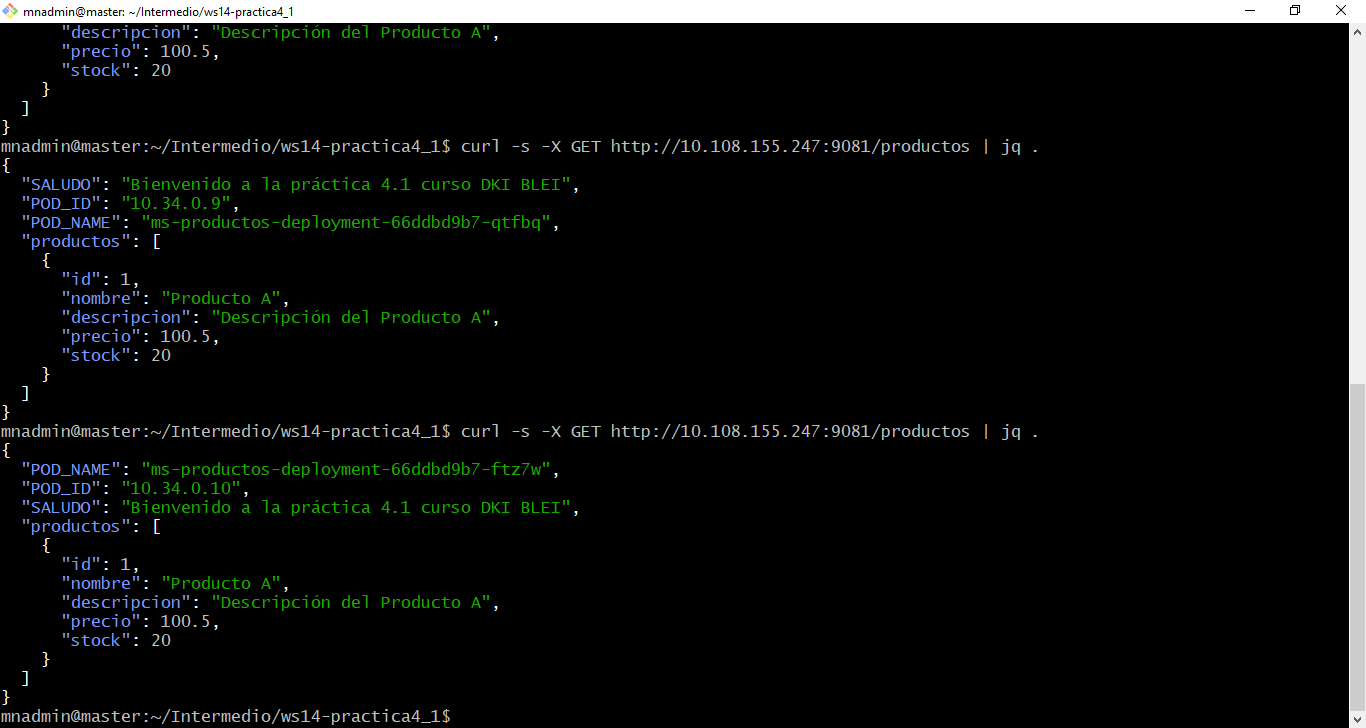 mnadmin@master: ~/Intermedio/ws14-practica4_1
      "descripcion": "Descripción del Producto A",
      "precio": 100.5,
      "stock": 20
    }
  ]
}
mnadmin@master:~/Intermedio/ws14-practica4_1$ curl -s -X GET http://10.108.155.247:9081/productos | jq .
{
  "SALUDO": "Bienvenido a la práctica 4.1 curso DKI BLEI",
  "POD_ID": "10.34.0.9",
  "POD_NAME": "ms-productos-deployment-66ddbd9b7-qtfbq",
  "productos": [
    {
      "id": 1,
      "nombre": "Producto A",
      "descripcion": "Descripción del Producto A",
      "precio": 100.5,
      "stock": 20
    }
  ]
}
mnadmin@master:~/Intermedio/ws14-practica4_1$ curl -s -X GET http://10.108.155.247:9081/productos | jq .
{
  "POD_NAME": "ms-productos-deployment-66ddbd9b7-ftz7w",
  "POD_ID": "10.34.0.10",
  "SALUDO": "Bienvenido a la práctica 4.1 curso DKI BLEI",
  "productos": [
    {
      "id": 1,
      "nombre": "Producto A",
      "descripcion": "Descripción del Producto A",
      "precio": 100.5,
      "stock": 20
    }
  ]
}
mnadmin@master:~/Intermedio/ws14-practica4_1$